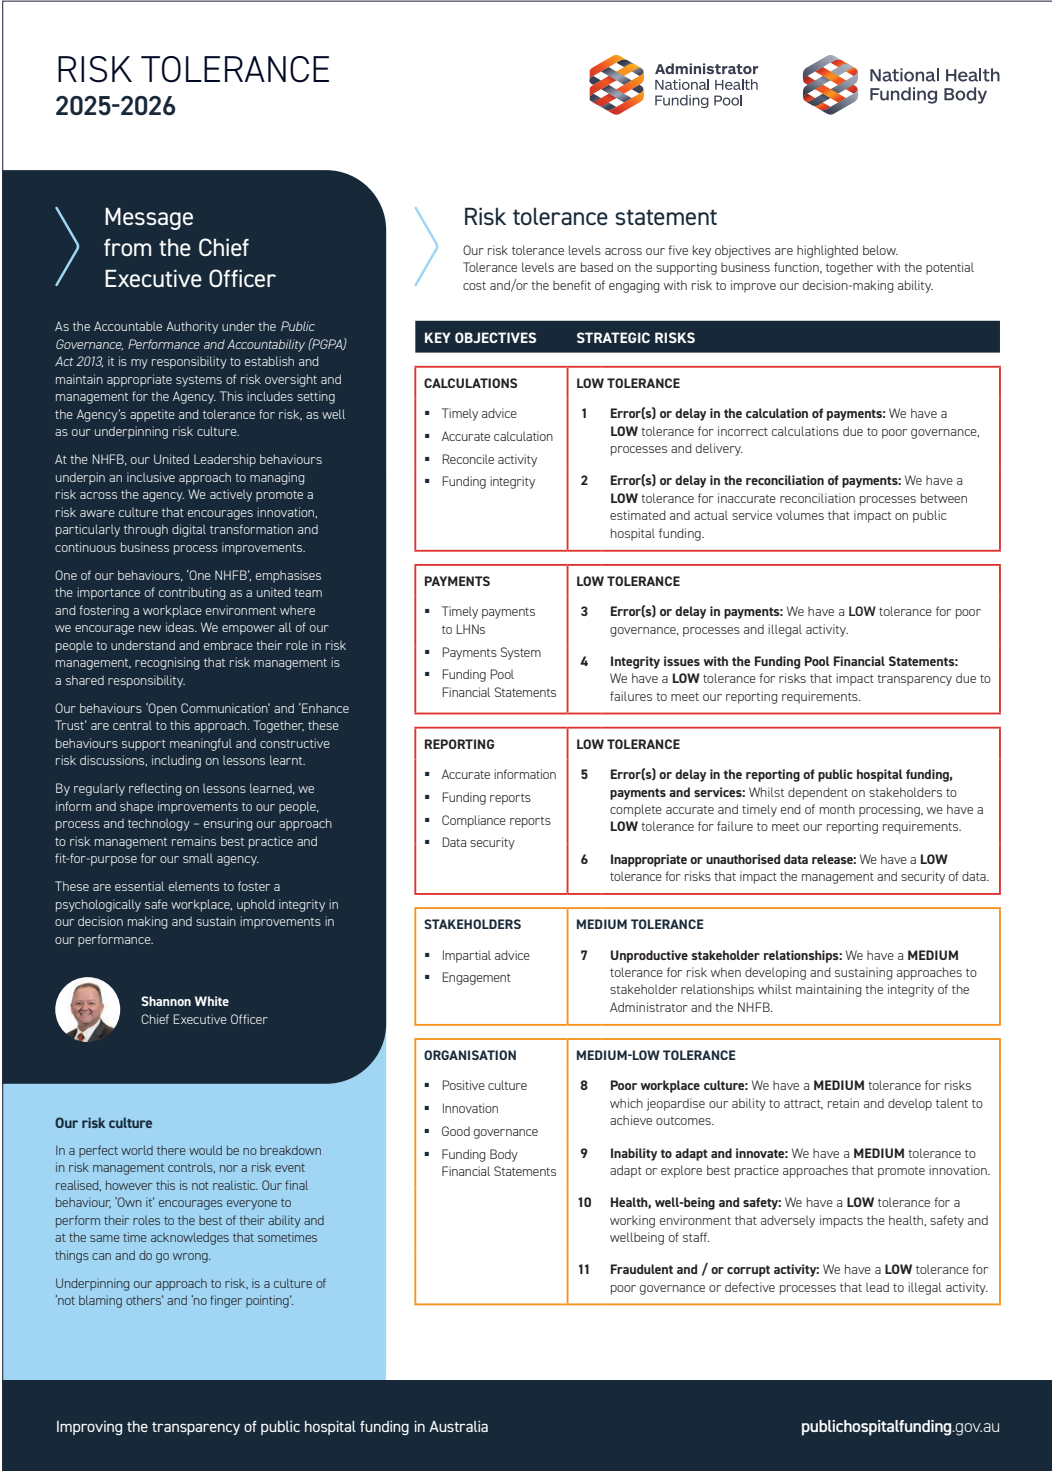 RISK TOLERANCE
2025-2026
Administrator
National Health
Funding Pool
National Health
Funding Body
Message
from the Chief
Executive Officer
As the Accountable Authority under the Public
Governance, Performance and Accountability (PGPA)
Act 2013, it is my responsibility to establish and
maintain appropriate systems of risk oversight and
management for the Agency. This includes setting
the Agency's appetite and tolerance for risk, as well
as our underpinning risk culture.
At the NHFB, our United Leadership behaviours
underpin an inclusive approach to managing
risk across the agency. We actively promote a
risk aware culture that encourages innovation,
particularly through digital transformation and
continuous business process improvements.
One of our behaviours, 'One NHFB', emphasises
the importance of contributing as a united team
and fostering a workplace environment where
we encourage new ideas. We empower all of our
people to understand and embrace their role in risk
management, recognising that risk management is
a shared responsibility.
Our behaviours 'Open Communication' and 'Enhance
Trust' are central to this approach. Together, these
behaviours support meaningful and constructive
risk discussions, including on lessons learnt.
By regularly reflecting on lessons learned, we
inform and shape improvements to our people,
process and technology – ensuring our approach
to risk management remains best practice and
fit-for-purpose for our small agency.
These are essential elements to foster a
psychologically safe workplace, uphold integrity in
our decision making and sustain improvements in
our performance.
Shannon White
Chief Executive Officer
Our risk culture
In a perfect world there would be no breakdown
in risk management controls, nor a risk event
realised, however this is not realistic. Our final
behaviour, 'Own it' encourages everyone to
perform their roles to the best of their ability and
at the same time acknowledges that sometimes
things can and do go wrong.
Underpinning our approach to risk, is a culture of
'not blaming others' and 'no finger pointing'.
Risk tolerance statement
Our risk tolerance levels across our five key objectives are highlighted below.
Tolerance levels are based on the supporting business function, together with the potential
cost and/or the benefit of engaging with risk to improve our decision-making ability.
KEY OBJECTIVES STRATEGIC RISKS
CALCULATIONS
▪ Timely advice
▪ Accurate calculation
▪ Reconcile activity
▪ Funding integrity
LOW TOLERANCE
1 Error(s) or delay in the calculation of payments: We have a
LOW tolerance for incorrect calculations due to poor governance,
processes and delivery.
2 Error(s) or delay in the reconciliation of payments: We have a
LOW tolerance for inaccurate reconciliation processes between
estimated and actual service volumes that impact on public
hospital funding.
PAYMENTS
▪ Timely payments
to LHNs
▪ Payments System
▪ Funding Pool
Financial Statements
LOW TOLERANCE
3 Error(s) or delay in payments: We have a LOW tolerance for poor
governance, processes and illegal activity.
4 Integrity issues with the Funding Pool Financial Statements:
We have a LOW tolerance for risks that impact transparency due to
failures to meet our reporting requirements.
REPORTING
▪ Accurate information
▪ Funding reports
▪ Compliance reports
▪ Data security
LOW TOLERANCE
5 Error(s) or delay in the reporting of public hospital funding,
payments and services: Whilst dependent on stakeholders to
complete accurate and timely end of month processing, we have a
LOW tolerance for failure to meet our reporting requirements.
6 Inappropriate or unauthorised data release: We have a LOW
tolerance for risks that impact the management and security of data.
STAKEHOLDERS
▪ Impartial advice
▪ Engagement
MEDIUM TOLERANCE
7 Unproductive stakeholder relationships: We have a MEDIUM
tolerance for risk when developing and sustaining approaches to
stakeholder relationships whilst maintaining the integrity of the
Administrator and the NHFB.
ORGANISATION
▪ Positive culture
▪ Innovation
▪ Good governance
▪ Funding Body
Financial Statements
MEDIUM-LOW TOLERANCE
8 Poor workplace culture: We have a MEDIUM tolerance for risks
which jeopardise our ability to attract, retain and develop talent to
achieve outcomes.
9 Inability to adapt and innovate: We have a MEDIUM tolerance to
adapt or explore best practice approaches that promote innovation.
10 Health, well-being and safety: We have a LOW tolerance for a
working environment that adversely impacts the health, safety and
wellbeing of staff.
11 Fraudulent and / or corrupt activity: We have a LOW tolerance for
poor governance or defective processes that lead to illegal activity.
Improving the transparency of public hospital funding in Australia
publichospitalfunding.gov.au